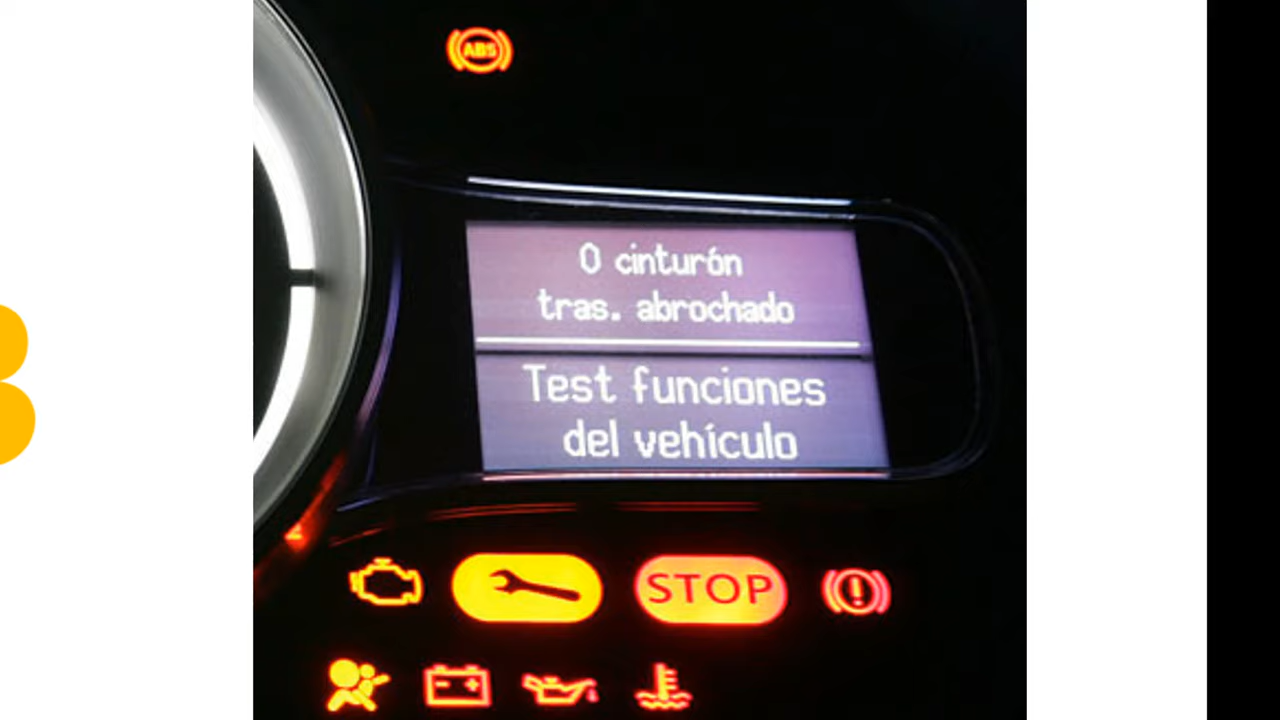 ABS
0 cinturón
tras. abrochado
Test funciones
del vehículo
STOP